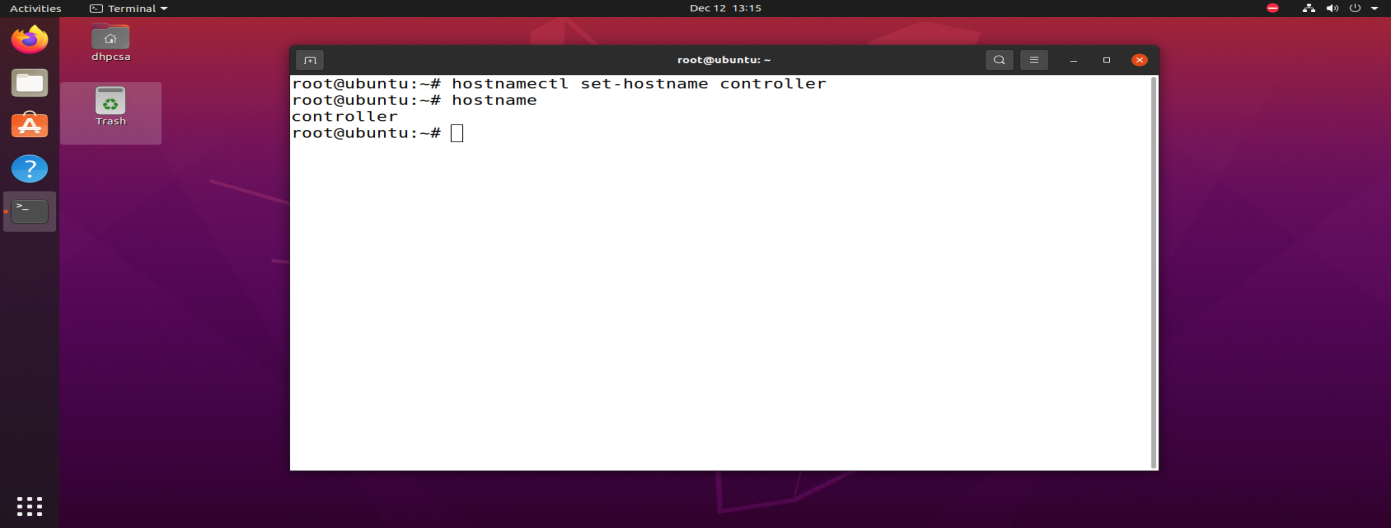 Activities Terminal Dec 12 13:15
dhpcsa
Trash
root@ubuntu: ~
root@ubuntu:~# hostnamectl set-hostname controller
root@ubuntu:~# hostname
controller
root@ubuntu:~#